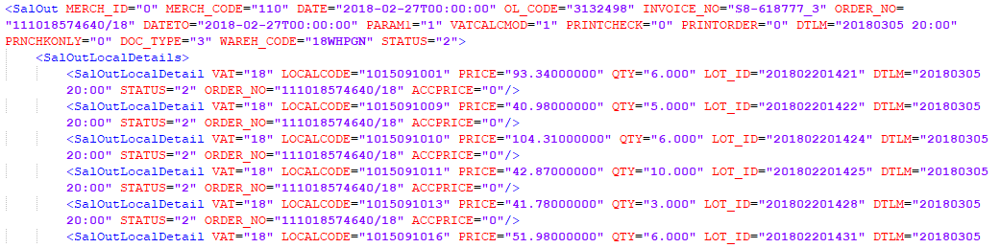 <SalOut MERCH_ID="0" MERCH_CODE="110" DATE="2018-02-27T00:00:00" OL_CODE="3132498" INVOICE_NO="S8-618777_3" ORDER_NO=
"111018574640/18" DATETO="2018-02-27T00:00:00" PARAM1="1" VATCALCMOD="1" PRINTCHECK="0" PRINTORDER="0" DTLM="20180305 20:00"
PRNCHKONLY="0" DOC_TYPE="3" WAREH_CODE="18WHPGN" STATUS="2">
<SalOutLocalDetails>
<SalOutLocalDetail VAT="18" LOCALCODE="1015091001" PRICE="93.34000000" QTY="6.000" LOT_ID="201802201421" DTLM="20180305
20:00" STATUS="2" ORDER_NO="111018574640/18" ACCPRICE="0"/>
<SalOutLocalDetail VAT="18" LOCALCODE="1015091009" PRICE="40.98000000" QTY="5.000" LOT_ID="201802201422" DTLM="20180305
20:00" STATUS="2" ORDER_NO="111018574640/18" ACCPRICE="0"/>
<SalOutLocalDetail VAT="18" LOCALCODE="1015091010" PRICE="104.31000000" QTY="6.000" LOT_ID="201802201424" DTLM="20180305
20:00" STATUS="2" ORDER_NO="111018574640/18" ACCPRICE="0"/>
<SalOutLocalDetail VAT="18" LOCALCODE="1015091011" PRICE="42.87000000" QTY="10.000" LOT_ID="201802201425" DTLM="20180305
20:00" STATUS="2" ORDER_NO="111018574640/18" ACCPRICE="0"/>
<SalOutLocalDetail VAT="18" LOCALCODE="1015091013" PRICE="41.78000000" QTY="3.000" LOT_ID="201802201428" DTLM="20180305
20:00" STATUS="2" ORDER_NO="111018574640/18" ACCPRICE="0"/>
<SalOutLocalDetail VAT="18" LOCALCODE="1015091016" PRICE="51.98000000" QTY="6.000" LOT_ID="201802201431" DTLM="20180305